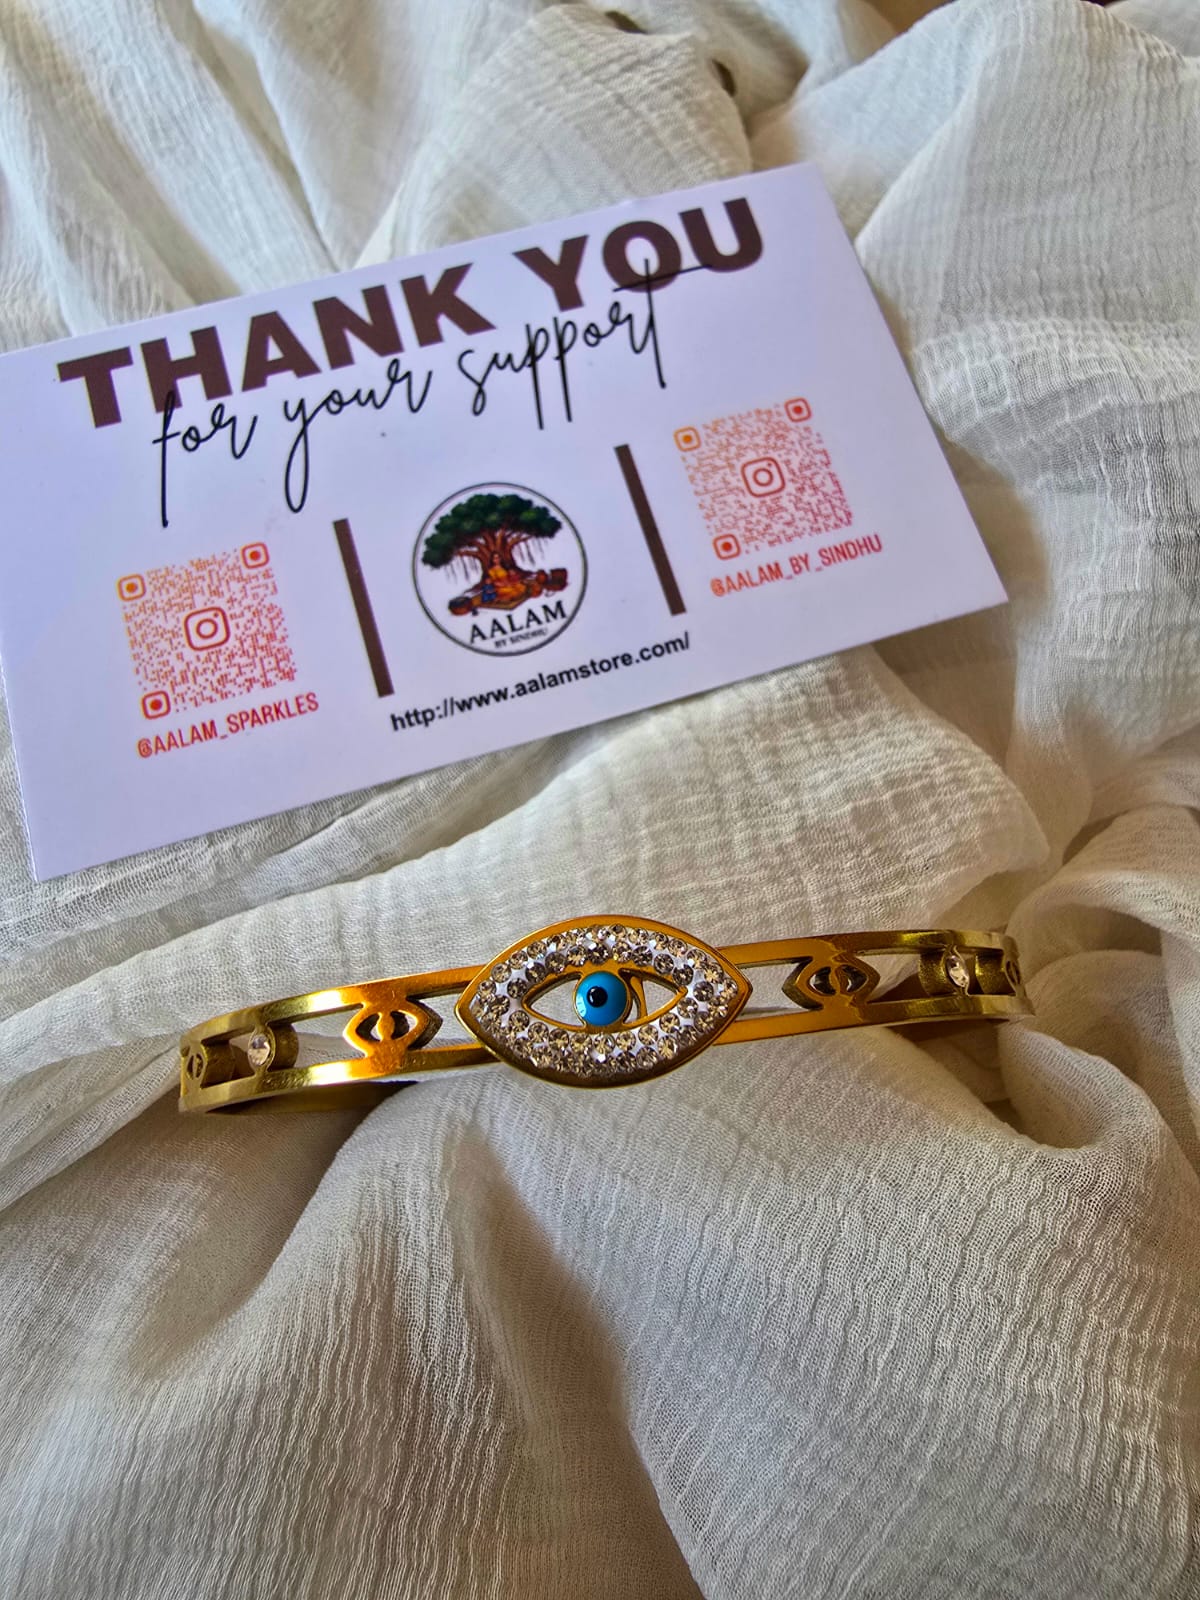 THANK YOU
for your support
@AALAM_SPARKLES
AALAM
BY SINDHU
http://www.aalamstore.com/
@AALAM_BY_SINDHU